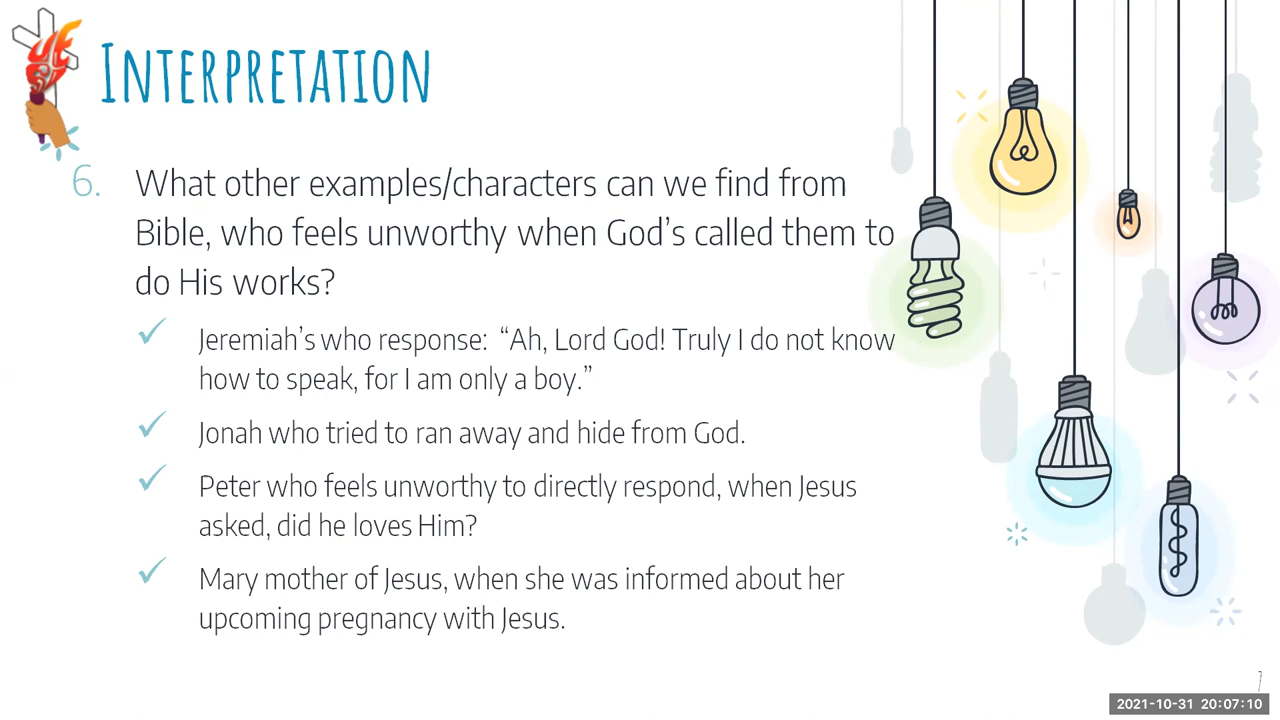 Interpretation
6. What other examples/characters can we find from
Bible, who feels unworthy when God's called them to
do His works?
✓ Jeremiah's who response: "Ah, Lord God! Truly I do not know
how to speak, for I am only a boy."
✓ Jonah who tried to ran away and hide from God.
✓ Peter who feels unworthy to directly respond, when Jesus
asked, did he loves Him?
✓ Mary mother of Jesus, when she was informed about her
upcoming pregnancy with Jesus.
2021-10-31 20:07:10